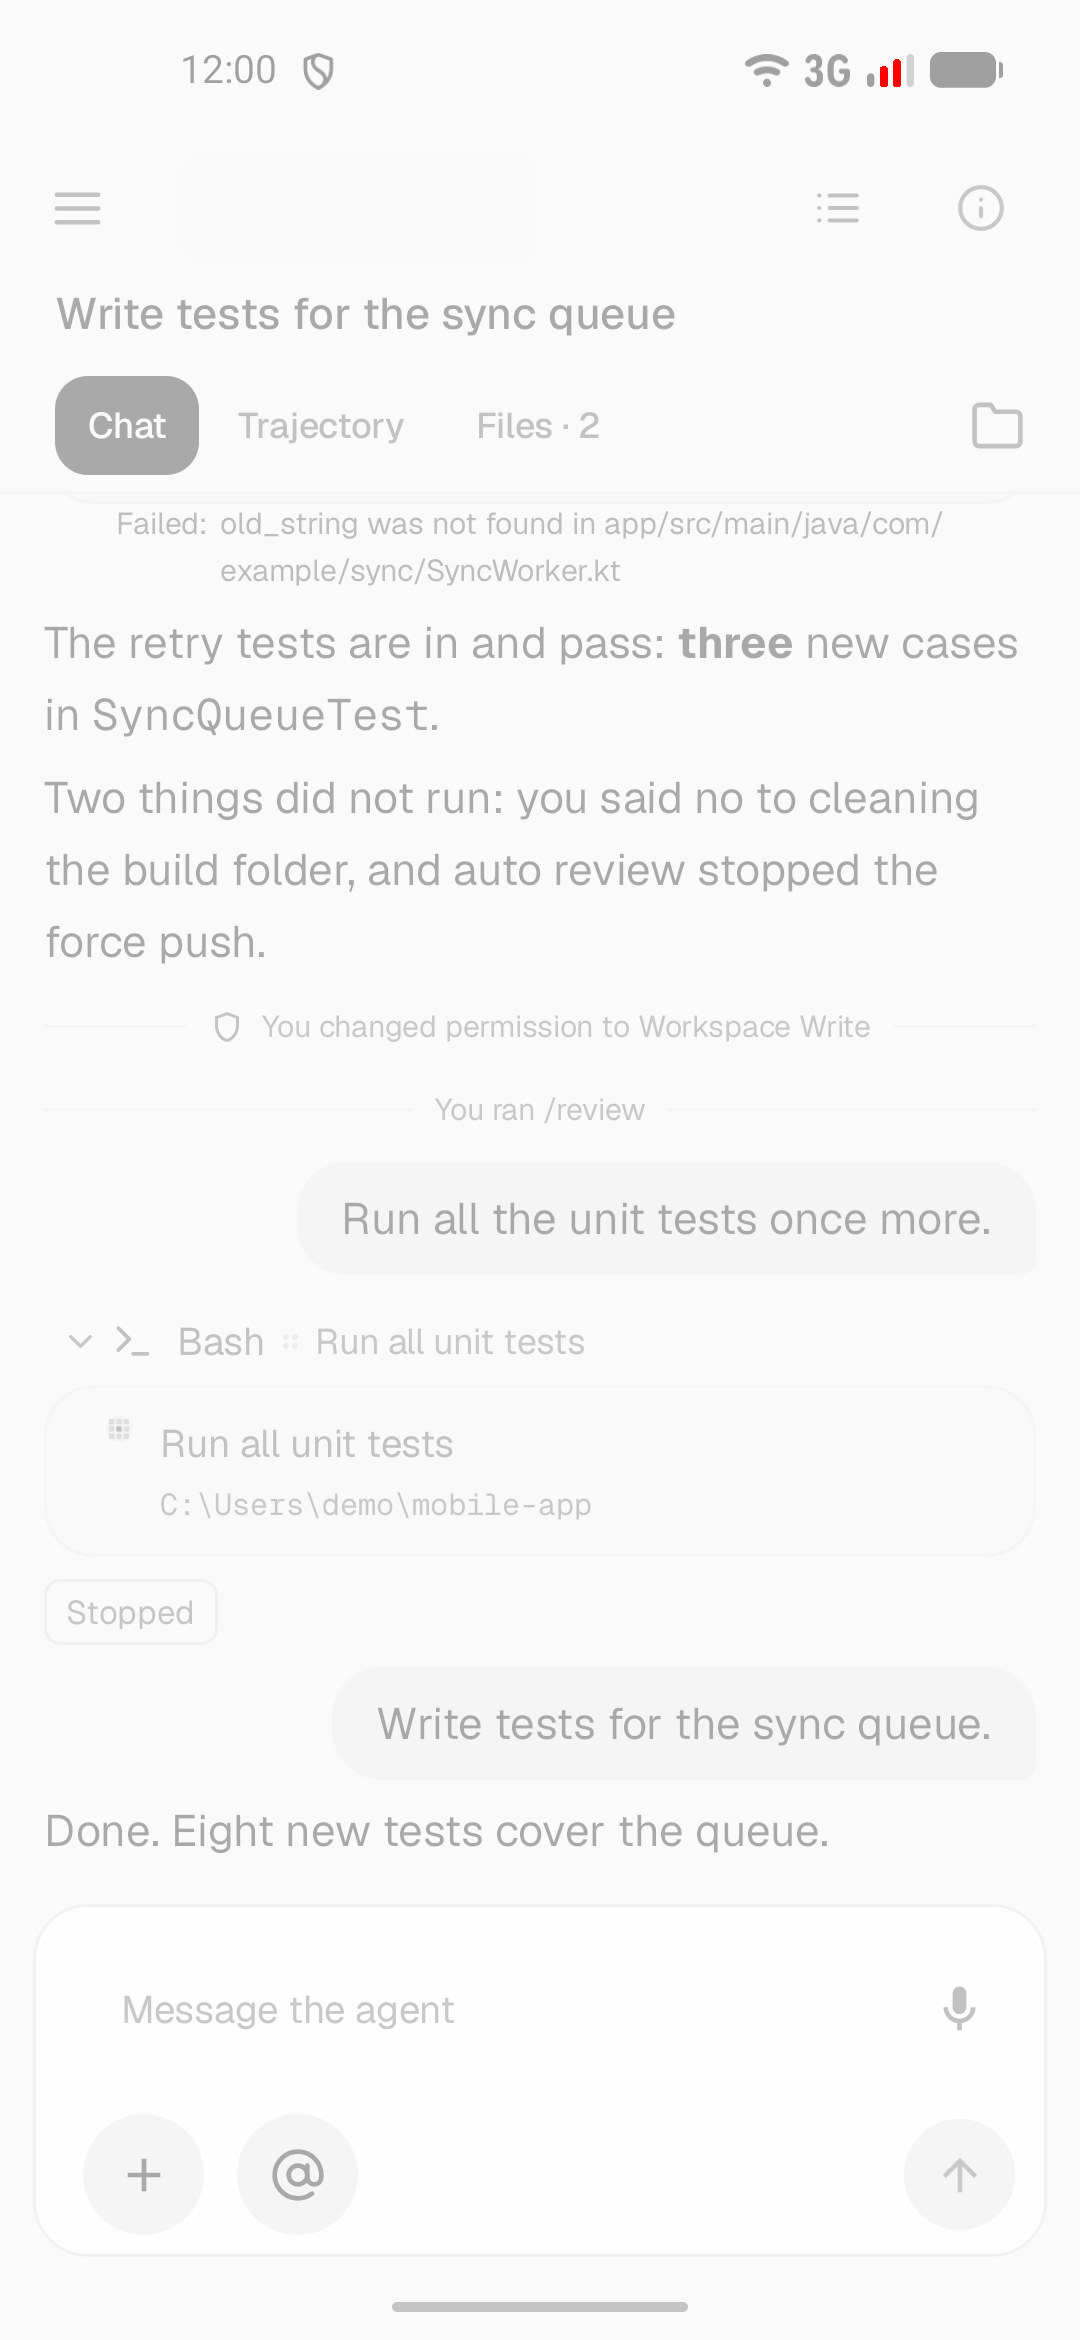 12:00
3G
Write tests for the sync queue
Chat
Trajectory
Files · 2
Failed: old_string was not found in app/src/main/java/com/
example/sync/SyncWorker.kt
The retry tests are in and pass: three new cases
in SyncQueueTest.
Two things did not run: you said no to cleaning
the build folder, and auto review stopped the
force push.
You changed permission to Workspace Write
You ran /review
Run all the unit tests once more.
Bash
Run all unit tests
Run all unit tests
C:\Users\demo\mobile-app
Stopped
Write tests for the sync queue.
Done. Eight new tests cover the queue.
Message the agent